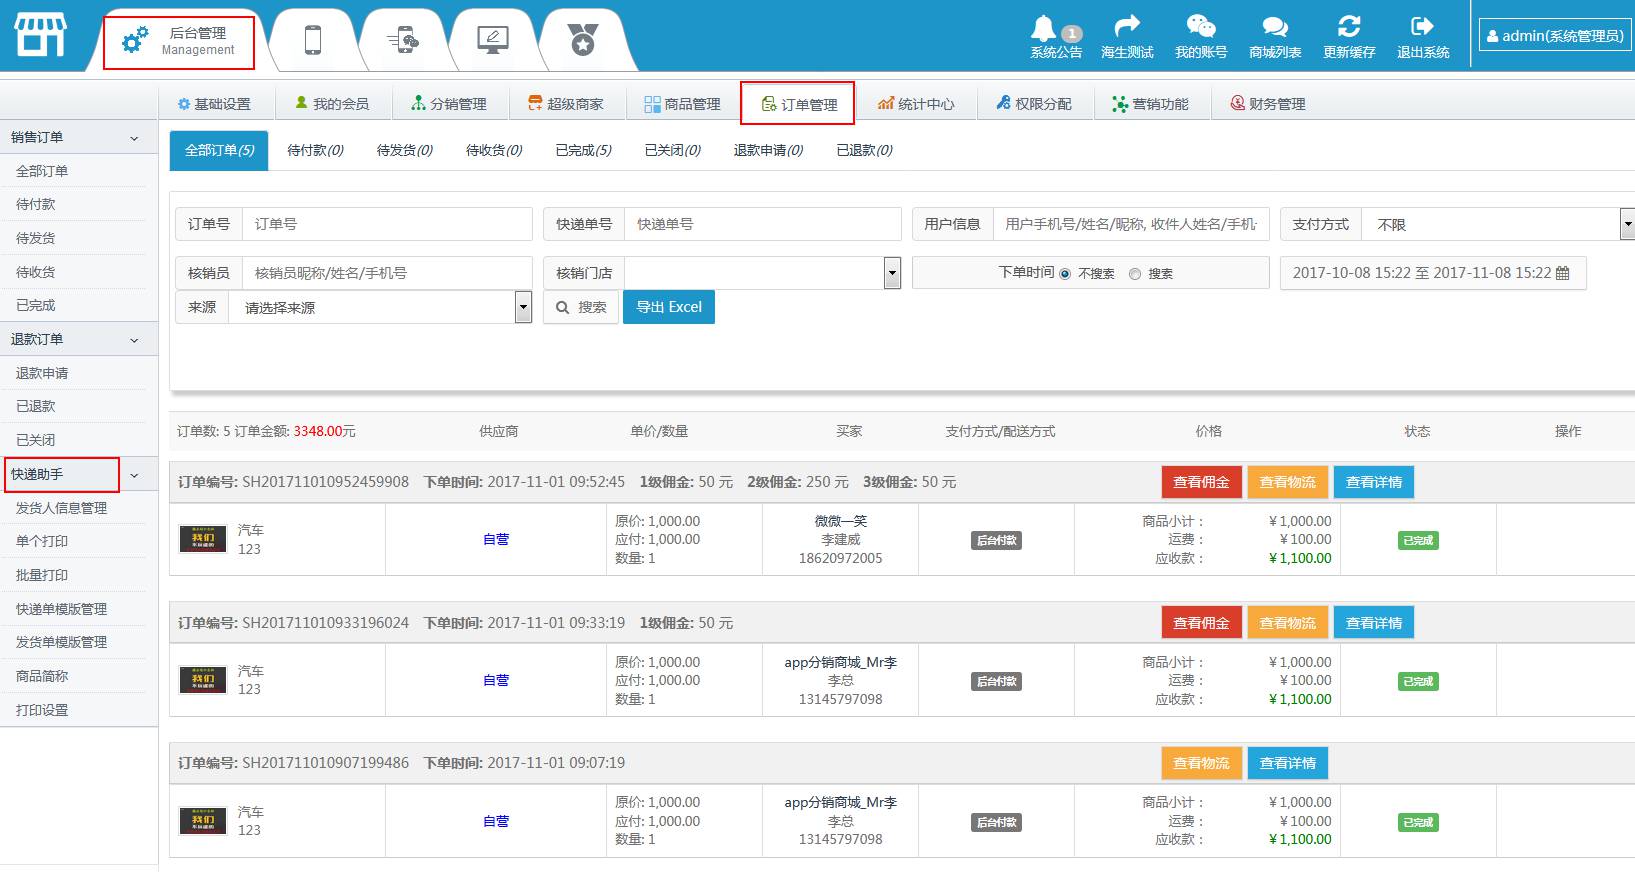 后台管理
Management
1
系统公告 海生测试 我的账号 商城列表 更新缓存 退出系统
admin(系统管理员)
基础设置 我的会员 分销管理 超级商家 商品管理 订单管理 统计中心 权限分配 营销功能 财务管理
销售订单
全部订单
待付款
待发货
待收货
已完成
退款订单
退款申请
已退款
已关闭
快递助手
发货人信息管理
单个打印
批量打印
快递单模版管理
发货单模版管理
商品简称
打印设置
全部订单(5) 待付款(0) 待发货(0) 待收货(0) 已完成(5) 已关闭(0) 退款申请(0) 已退款(0)
订单号 订单号 快递单号 快递单号 用户信息 用户手机号/姓名/昵称, 收件人姓名/手机 支付方式 不限
核销员 核销员昵称/姓名/手机号 核销门店 下单时间 不搜索 搜索 2017-10-08 15:22 至 2017-11-08 15:22
来源 请选择来源 搜索 导出 Excel
订单数: 5 订单金额: 3348.00元 供应商 单价/数量 买家 支付方式/配送方式 价格 状态 操作
订单编号: SH201711010952459908 下单时间: 2017-11-01 09:52:45 1级佣金: 50 元 2级佣金: 250 元 3级佣金: 50 元 查看佣金 查看物流 查看详情
我们
汽车
123
自营
原价: 1,000.00
应付: 1,000.00
数量: 1
微微一笑
李建威
18620972005
后台付款
商品小计： ￥1,000.00
运费： ￥100.00
应收款： ￥1,100.00
已完成
订单编号: SH201711010933196024 下单时间: 2017-11-01 09:33:19 1级佣金: 50 元 查看佣金 查看物流 查看详情
我们
汽车
123
自营
原价: 1,000.00
应付: 1,000.00
数量: 1
app分销商城_Mr李
李总
13145797098
后台付款
商品小计： ￥1,000.00
运费： ￥100.00
应收款： ￥1,100.00
已完成
订单编号: SH201711010907199486 下单时间: 2017-11-01 09:07:19 查看物流 查看详情
我们
汽车
123
自营
原价: 1,000.00
应付: 1,000.00
数量: 1
app分销商城_Mr李
李总
13145797098
后台付款
商品小计： ￥1,000.00
运费： ￥100.00
应收款： ￥1,100.00
已完成